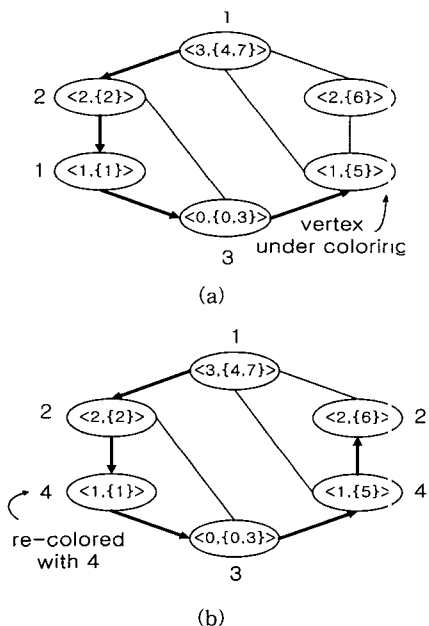 1
<3,{4,7}>
2 <2,{2}> <2,{6}>
1 <1,{1}> <1,{5}>
<0,{0,3}>
vertex
under coloring
3
(a)
1
<3,{4,7}>
2 <2,{2}> <2,{6}> 2
4 <1,{1}> <1,{5}> 4
re-colored
with 4
<0,{0,3}>
3
(b)